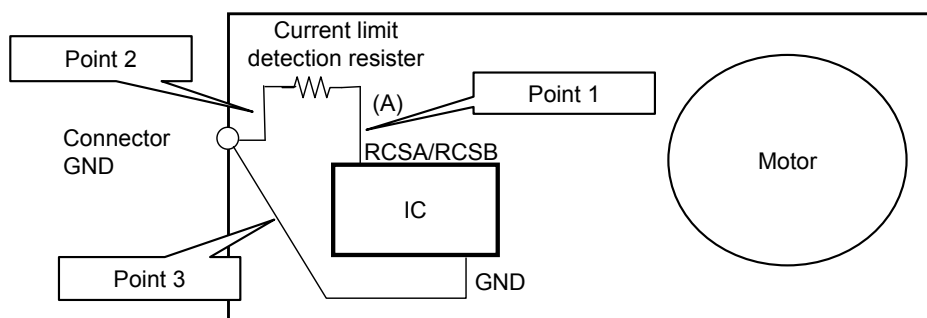 Current limit
detection resister
Point 2
Point 1
(A)
Connector
GND
RCSA/RCSB
Motor
IC
Point 3
GND